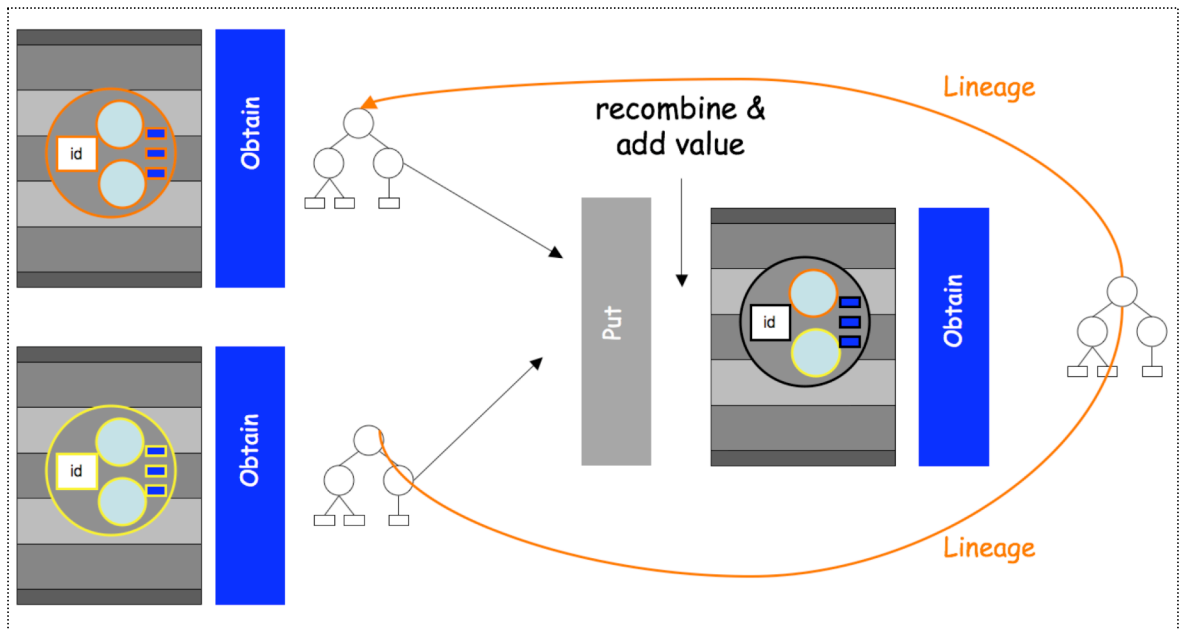 id
Obtain
recombine &
add value
Lineage
Put
id
Obtain
id
Obtain
Lineage